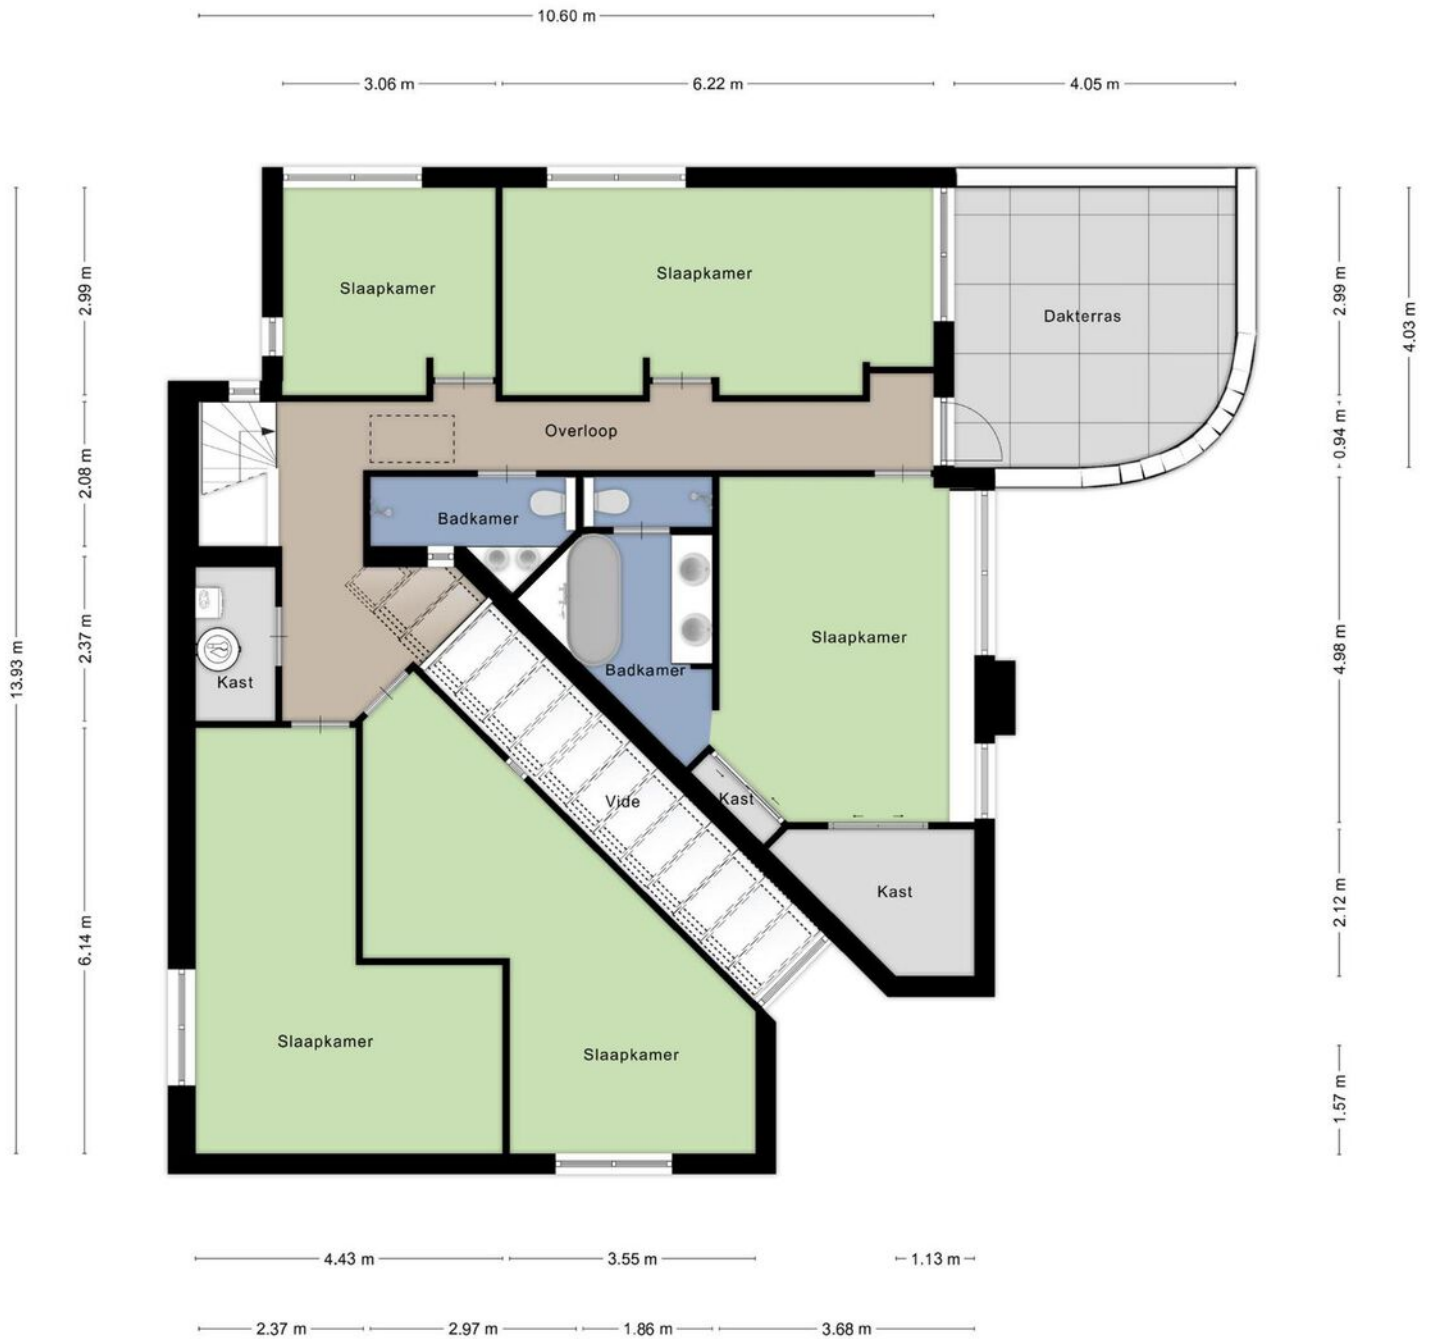 10.60 m
3.06 m
6.22 m
4.05 m
13.93 m
2.99 m
2.08 m
2.37 m
6.14 m
Slaapkamer
Slaapkamer
Dakterras
Overloop
Badkamer
Badkamer
Slaapkamer
Kast
Vide
Kast
Kast
Slaapkamer
Slaapkamer
2.99 m
4.03 m
0.94 m
4.98 m
2.12 m
1.57 m
4.43 m
3.55 m
1.13 m
2.37 m
2.97 m
1.86 m
3.68 m